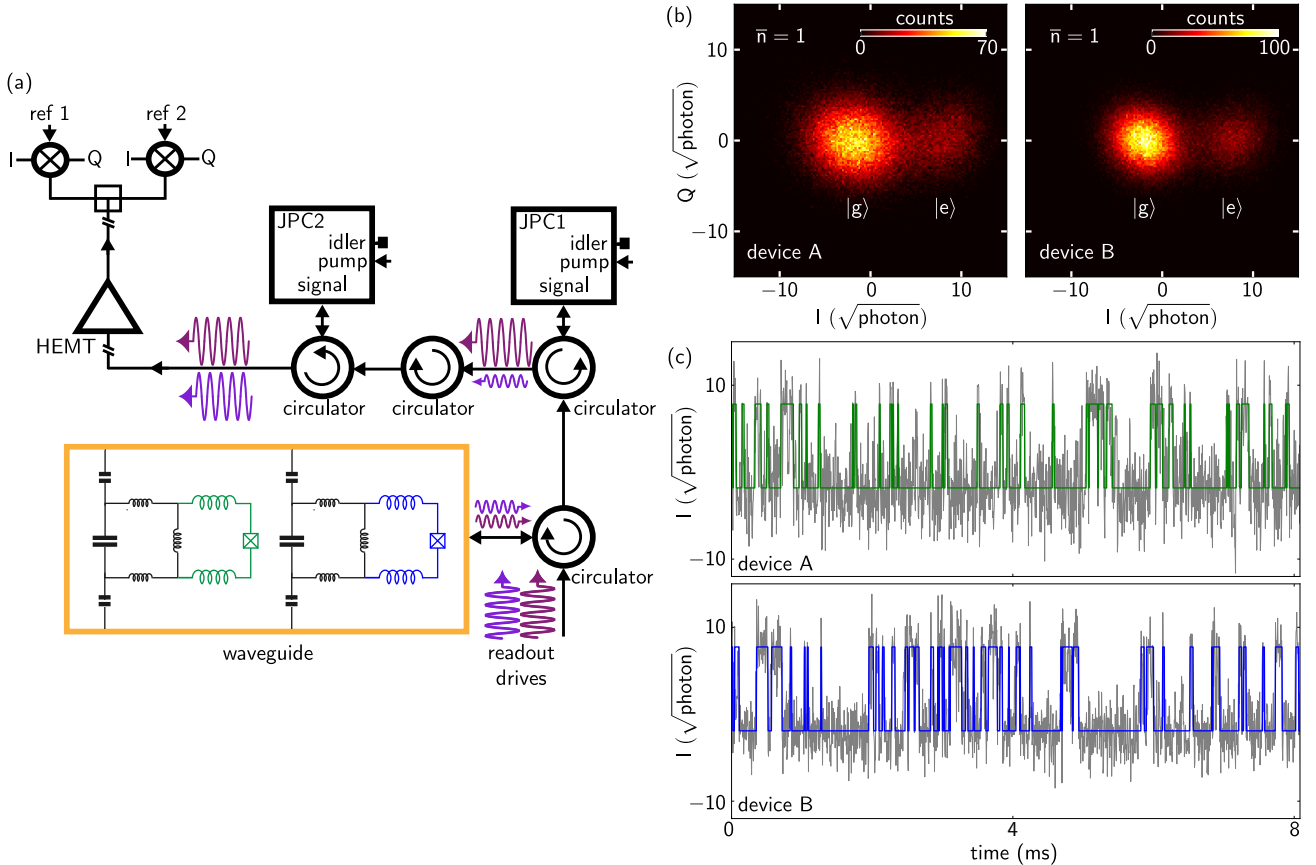 (a)
ref 1
ref 2
I
Q
I
Q
JPC2
idler
pump
signal
JPC1
idler
pump
signal
HEMT
circulator
circulator
circulator
circulator
waveguide
readout
drives
(b)
counts
n̄ = 1
0
70
10
0
−10
Q (√photon)
|g⟩
|e⟩
device A
−10
0
10
I (√photon)
counts
n̄ = 1
0
100
|g⟩
|e⟩
device B
−10
0
10
I (√photon)
(c)
10
−10
I (√photon)
device A
10
−10
I (√photon)
device B
0
4
8
time (ms)